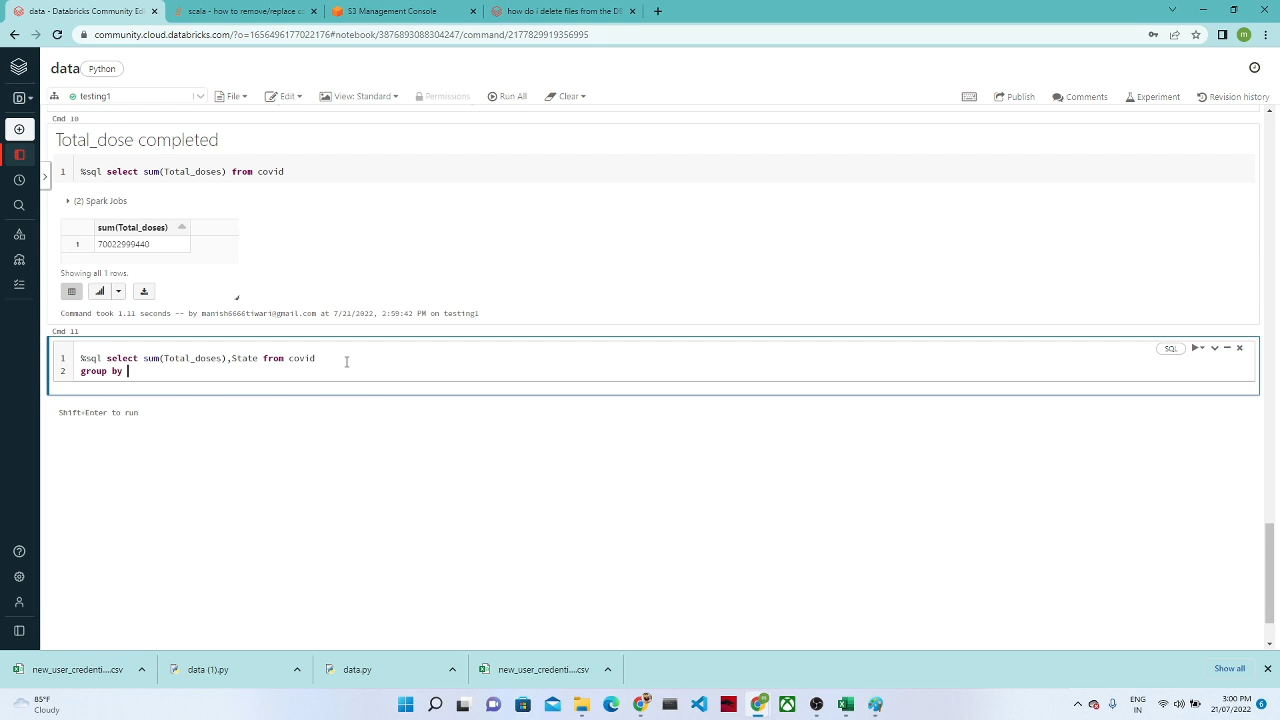 data - Databricks Community Edi
scala - how to remove/replace co
S3 Management Console
how do i delete files from the DB
community.cloud.databricks.com/?o=1656496177022176#notebook/3876893088304247/command/2177829919356995
data Python
testing1 File Edit View: Standard Permissions Run All Clear Publish Comments Experiment Revision history
Cmd 10
Total_dose completed
1 %sql select sum(Total_doses) from covid
(2) Spark Jobs
sum(Total_doses)
1 70022999440
Showing all 1 rows.
Command took 1.11 seconds -- by manish6666tiwari@gmail.com at 7/21/2022, 2:59:42 PM on testing1
Cmd 11
1 %sql select sum(Total_doses),State from covid
SQL
2 group by
Shift+Enter to run
new_user_credenti....csv data (1).py data.py new_user_credenti....csv Show all
85°F
Cloudy
ENG
IN
3:00 PM
21/07/2022